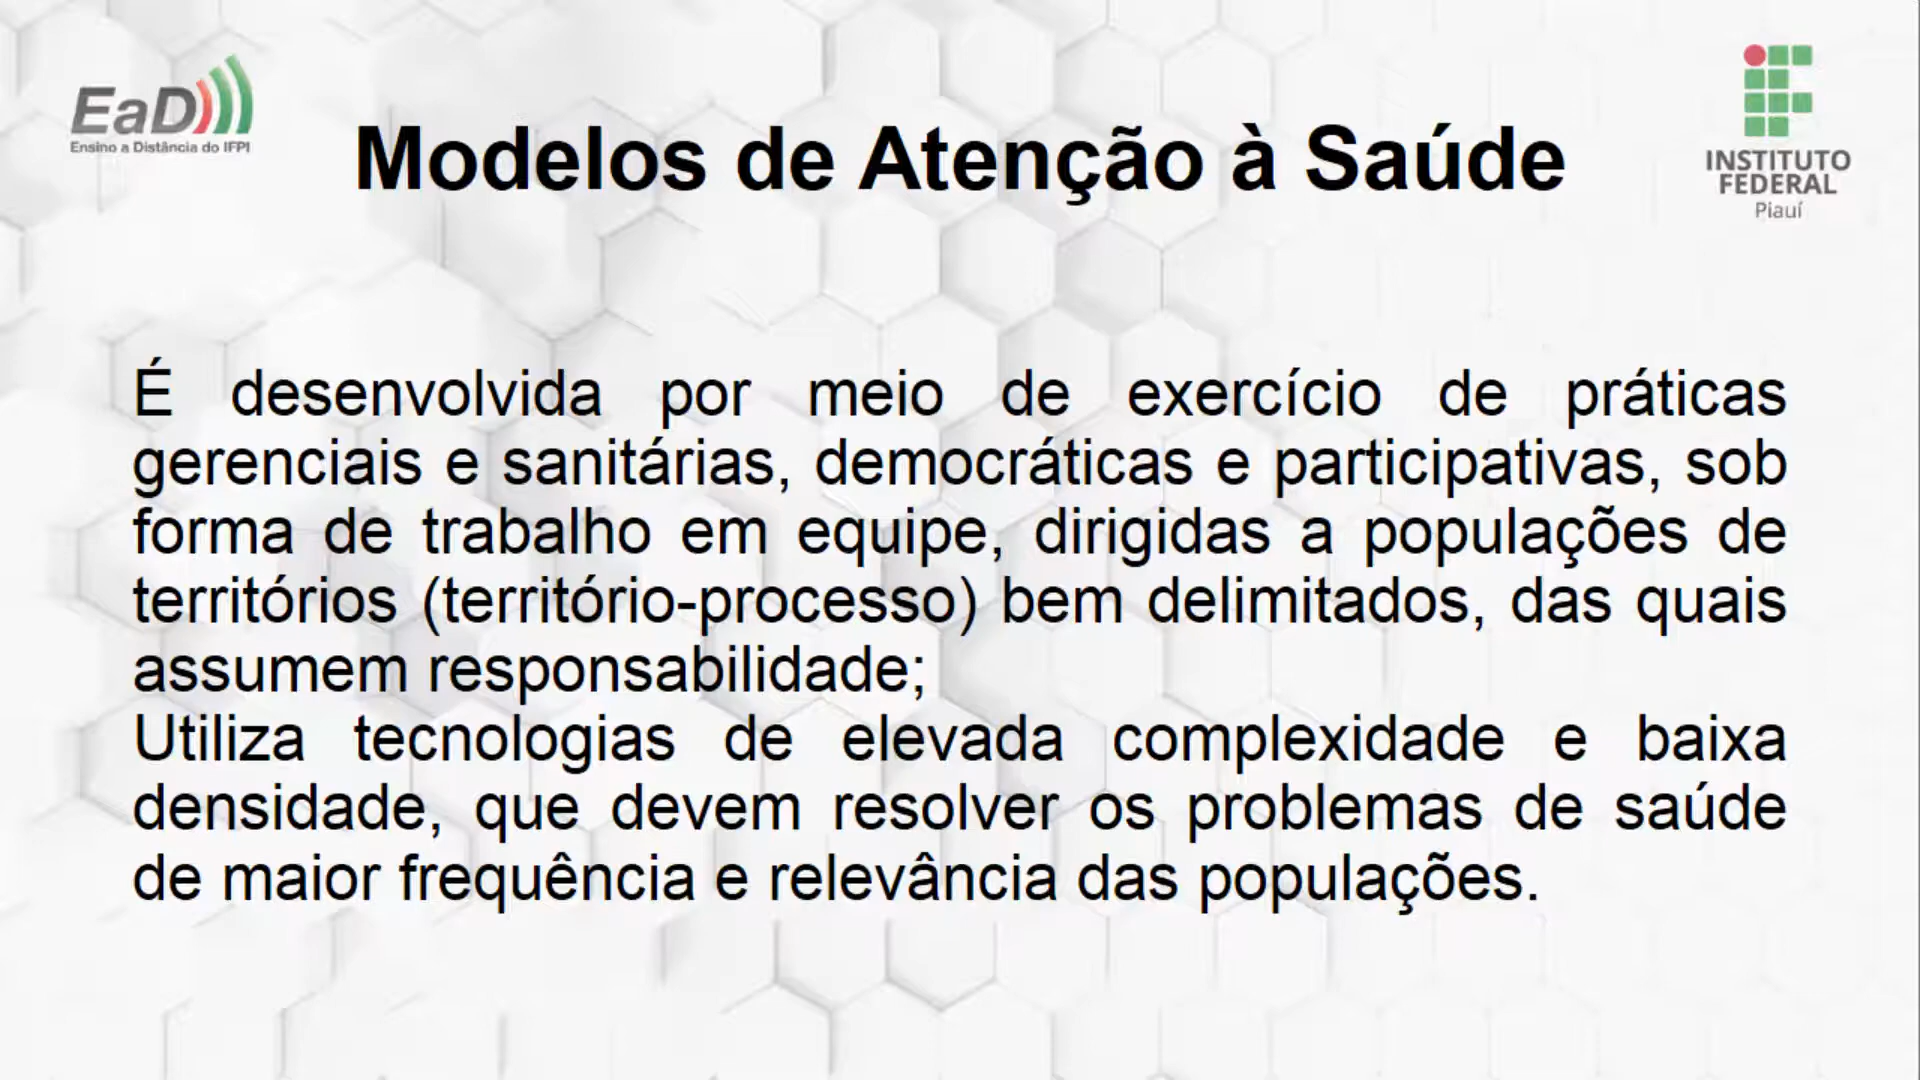 EaD
Ensino a Distância do IFPI
Modelos de Atenção à Saúde
INSTITUTO
FEDERAL
Piauí
É desenvolvida por meio de exercício de práticas
gerenciais e sanitárias, democráticas e participativas, sob
forma de trabalho em equipe, dirigidas a populações de
territórios (território-processo) bem delimitados, das quais
assumem responsabilidade;
Utiliza tecnologias de elevada complexidade e baixa
densidade, que devem resolver os problemas de saúde
de maior frequência e relevância das populações.